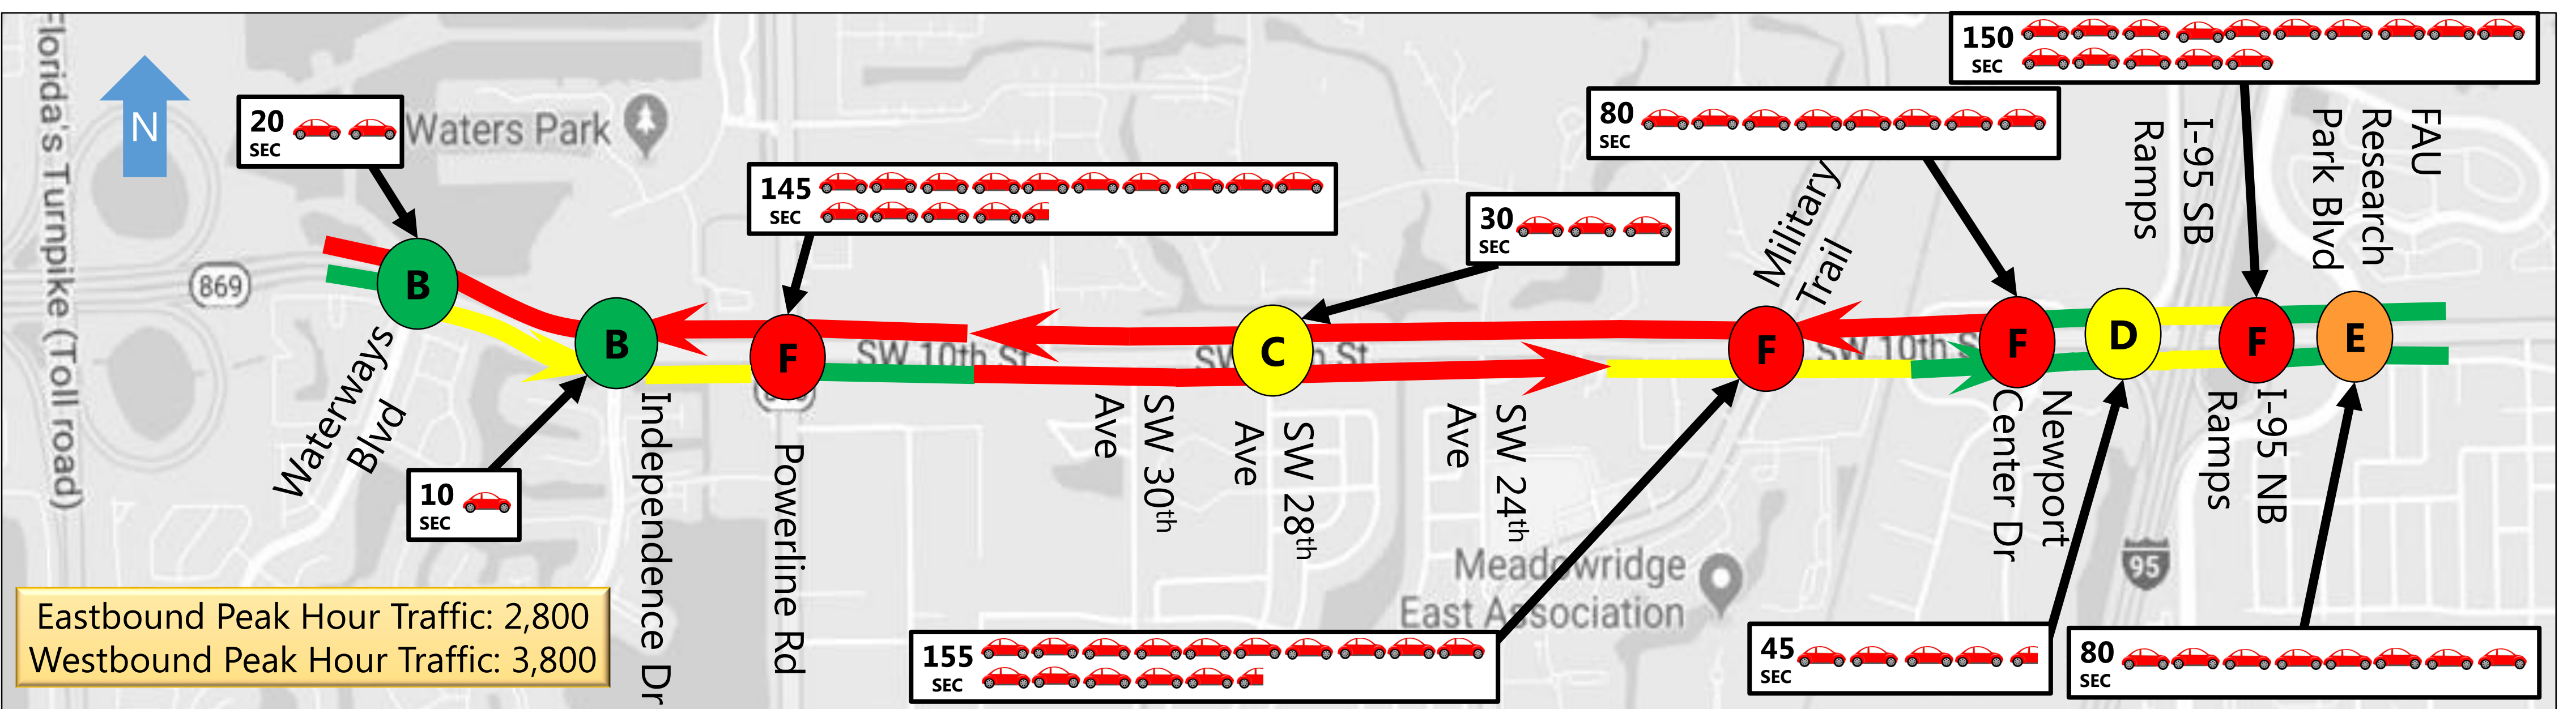 Florida's Turnpike (Toll road)
N
869
20
SEC
Waters Park
B
Waterways
Blvd
B
10
SEC
Independence Dr
145
SEC
F
Powerline Rd
SW 10th St
SW 30th
Ave
30
SEC
C
SW 28th
Ave
SW 24th
Ave
155
SEC
Meadowridge
East Association
Military
Trail
F
80
SEC
SW 10th S
F
Newport
Center Dr
45
SEC
D
I-95 SB
Ramps
95
150
SEC
F
I-95 NB
Ramps
FAU
Research
Park Blvd
E
80
SEC
Eastbound Peak Hour Traffic: 2,800
Westbound Peak Hour Traffic: 3,800